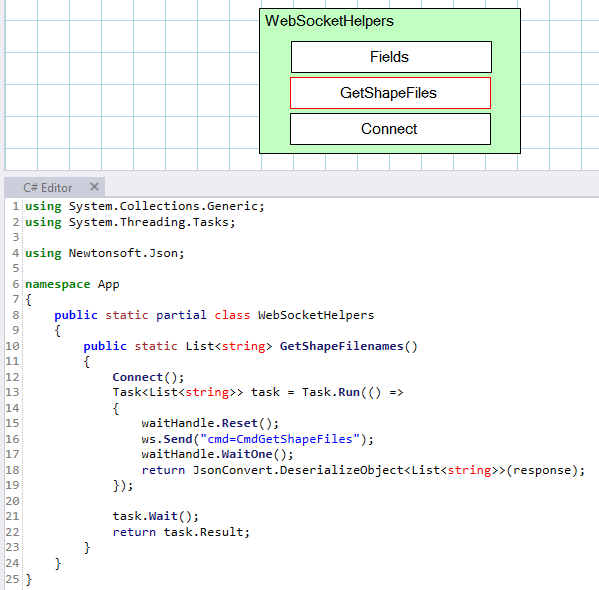 WebSocketHelpers
Fields
GetShapeFiles
Connect
C# Editor ✕
1 using System.Collections.Generic;
2 using System.Threading.Tasks;
3
4 using Newtonsoft.Json;
5
6 namespace App
7 {
8     public static partial class WebSocketHelpers
9     {
10         public static List<string> GetShapeFilenames()
11         {
12             Connect();
13             Task<List<string>> task = Task.Run(() =>
14             {
15                 waitHandle.Reset();
16                 ws.Send("cmd=CmdGetShapeFiles");
17                 waitHandle.WaitOne();
18                 return JsonConvert.DeserializeObject<List<string>>(response);
19             });
20
21             task.Wait();
22             return task.Result;
23         }
24     }
25 }